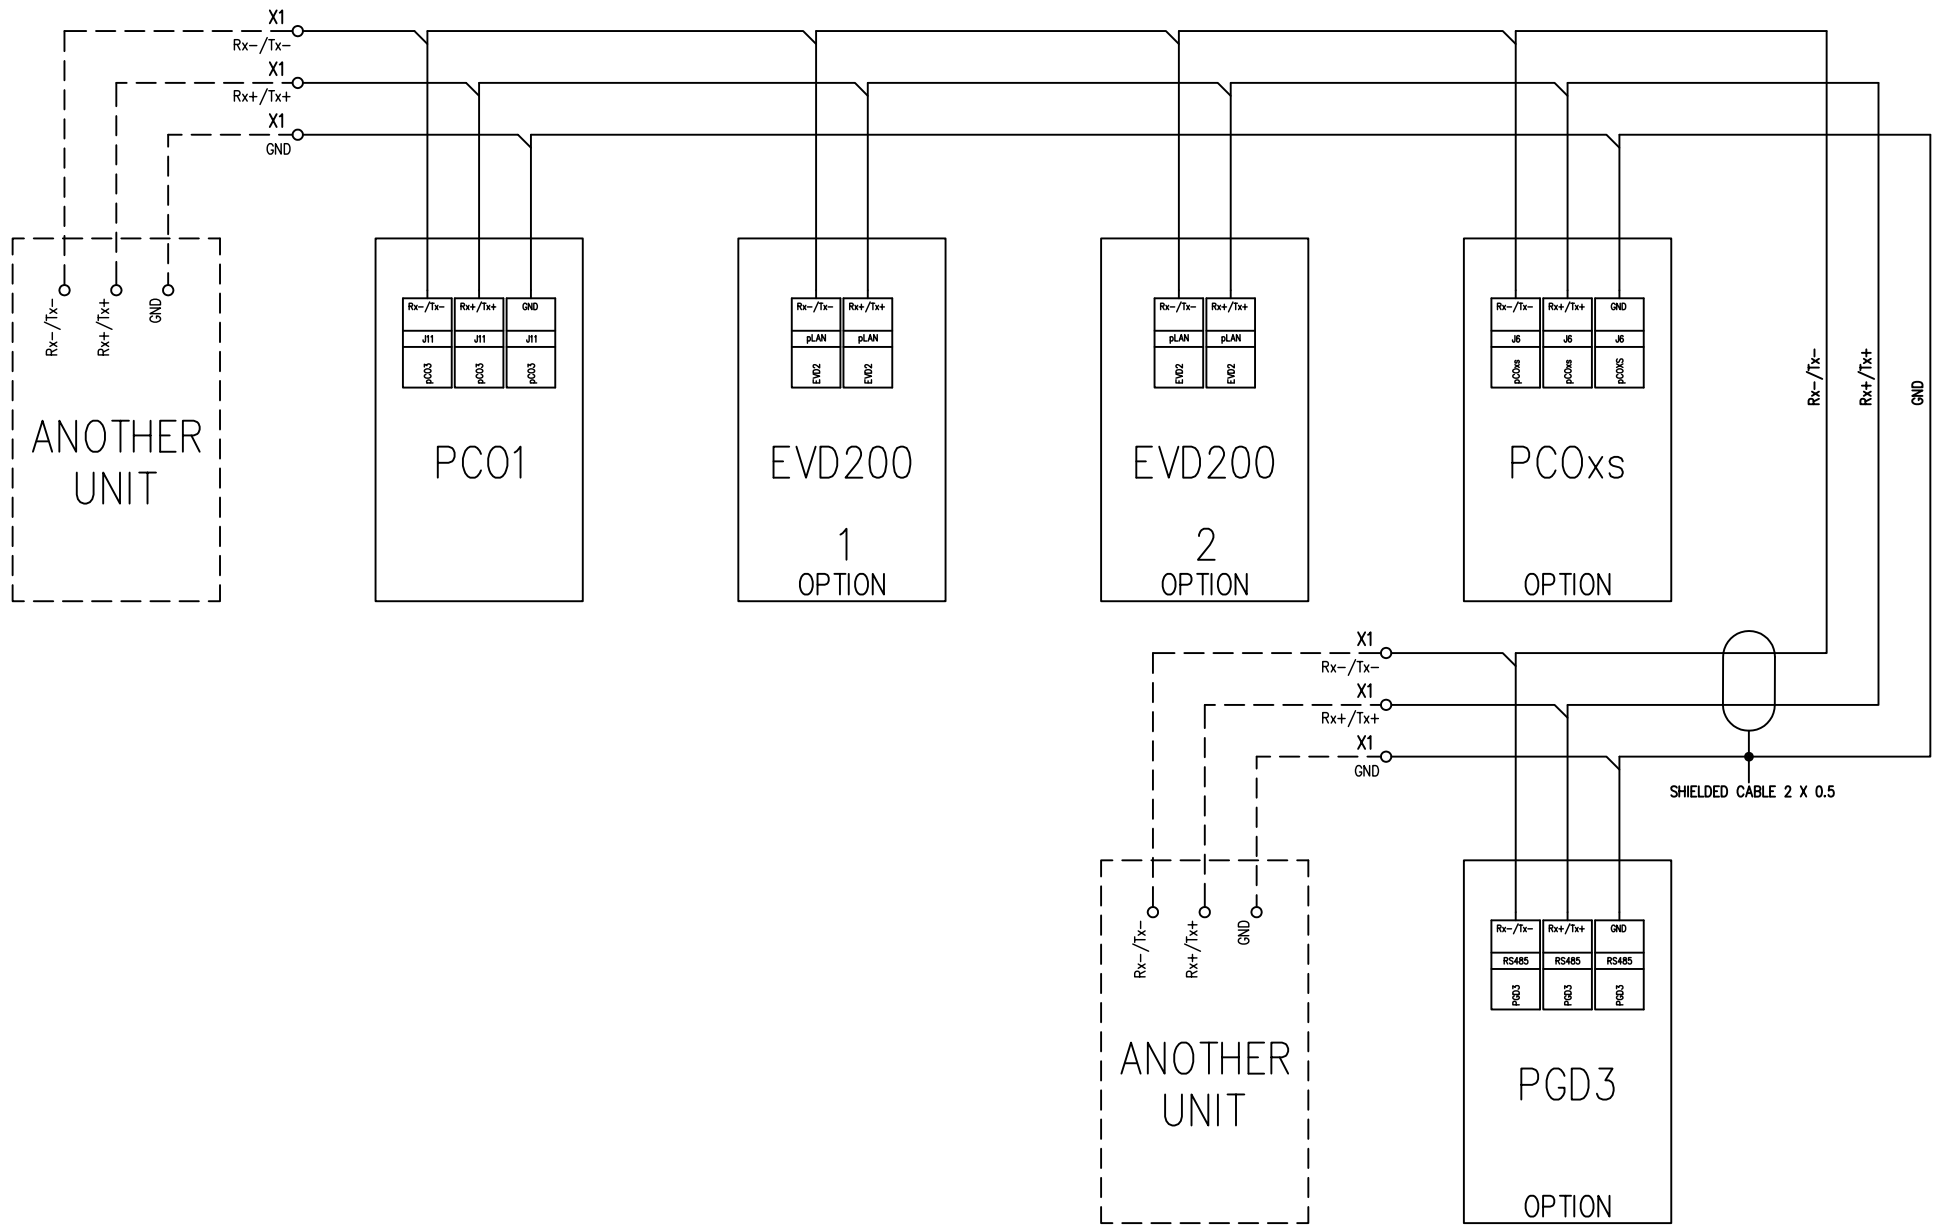 X1
Rx-/Tx-
X1
Rx+/Tx+
X1
GND
Rx-/Tx-
Rx+/Tx+
GND
ANOTHER
UNIT
Rx-/Tx- Rx+/Tx+ GND
J11 J11 J11
pCO3 pCO3 pCO3
PCO1
Rx-/Tx- Rx+/Tx+
pLAN pLAN
EVD2 EVD2
EVD200
1
OPTION
Rx-/Tx- Rx+/Tx+
pLAN pLAN
EVD2 EVD2
EVD200
2
OPTION
Rx-/Tx- Rx+/Tx+ GND
J6 J6 J6
pCOxs pCOxs pCOXS
PCOxs
OPTION
Rx-/Tx-
Rx+/Tx+
GND
X1
Rx-/Tx-
X1
Rx+/Tx+
X1
GND
SHIELDED CABLE 2 X 0.5
Rx-/Tx-
Rx+/Tx+
GND
ANOTHER
UNIT
Rx-/Tx- Rx+/Tx+ GND
RS485 RS485 RS485
PGD3 PGD3 PGD3
PGD3
OPTION